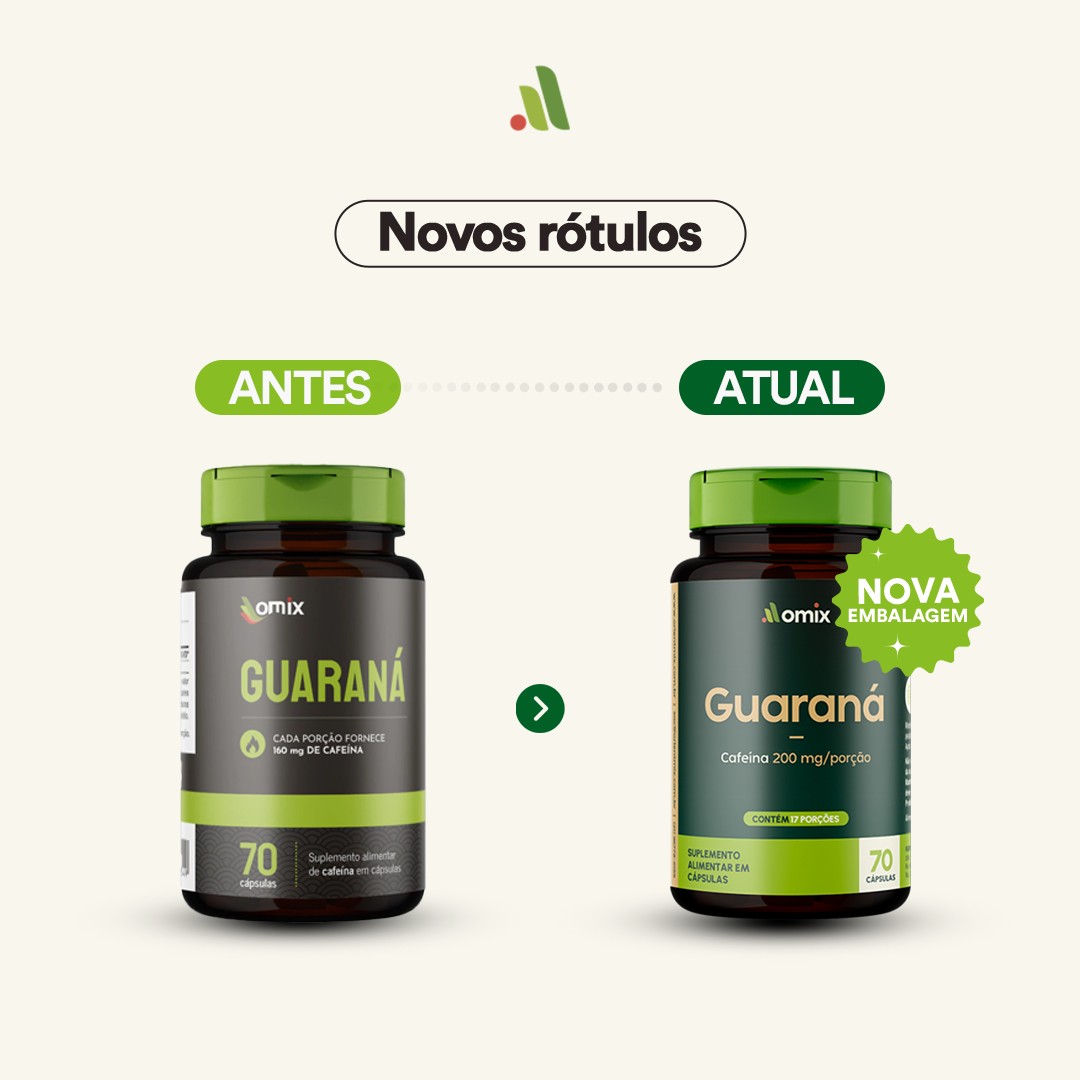 Novos rótulos
ANTES
ATUAL
omix
GUARANÁ
CADA PORÇÃO FORNECE
160 mg DE CAFEÍNA
70
cápsulas
Suplemento alimentar
de cafeína em cápsulas
omix
NOVA
EMBALAGEM
Guaraná
Cafeína 200 mg/porção
CONTÉM 17 PORÇÕES
SUPLEMENTO
ALIMENTAR EM
CÁPSULAS
70
CÁPSULAS